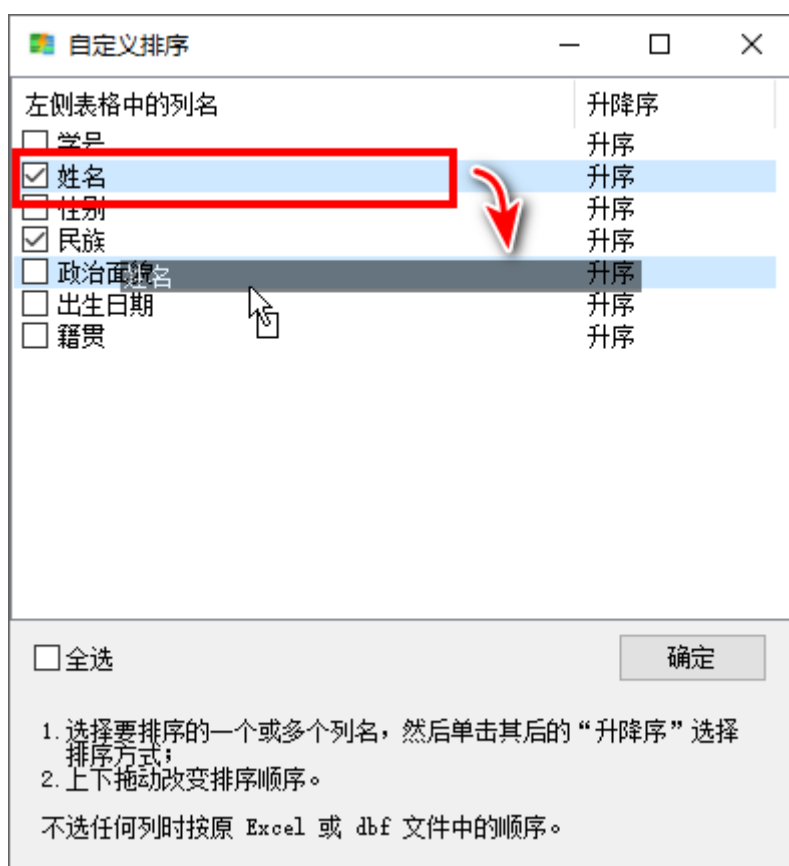 自定义排序
左侧表格中的列名 升降序
学号 升序
姓名 升序
性别 升序
民族 升序
政治面貌 姓名 升序
出生日期 升序
籍贯 升序
全选 确定
1. 选择要排序的一个或多个列名，然后单击其后的“升降序”选择
排序方式；
2. 上下拖动改变排序顺序。
不选任何列时按原 Excel 或 dbf 文件中的顺序。